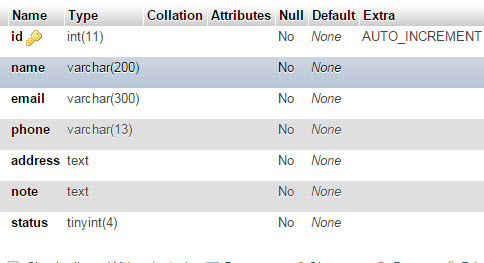 Name Type Collation Attributes Null Default Extra
id int(11) No None AUTO_INCREMENT
name varchar(200) No None
email varchar(300) No None
phone varchar(13) No None
address text No None
note text No None
status tinyint(4) No None